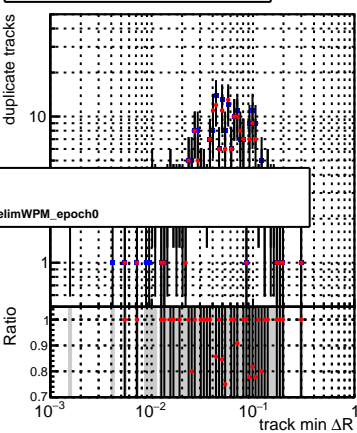 duplicate tracks
10
elimWPM_epoch0
1
Ratio
1
0.9
0.8
0.7
10⁻³ 10⁻² 10⁻¹ 1
track min ΔR